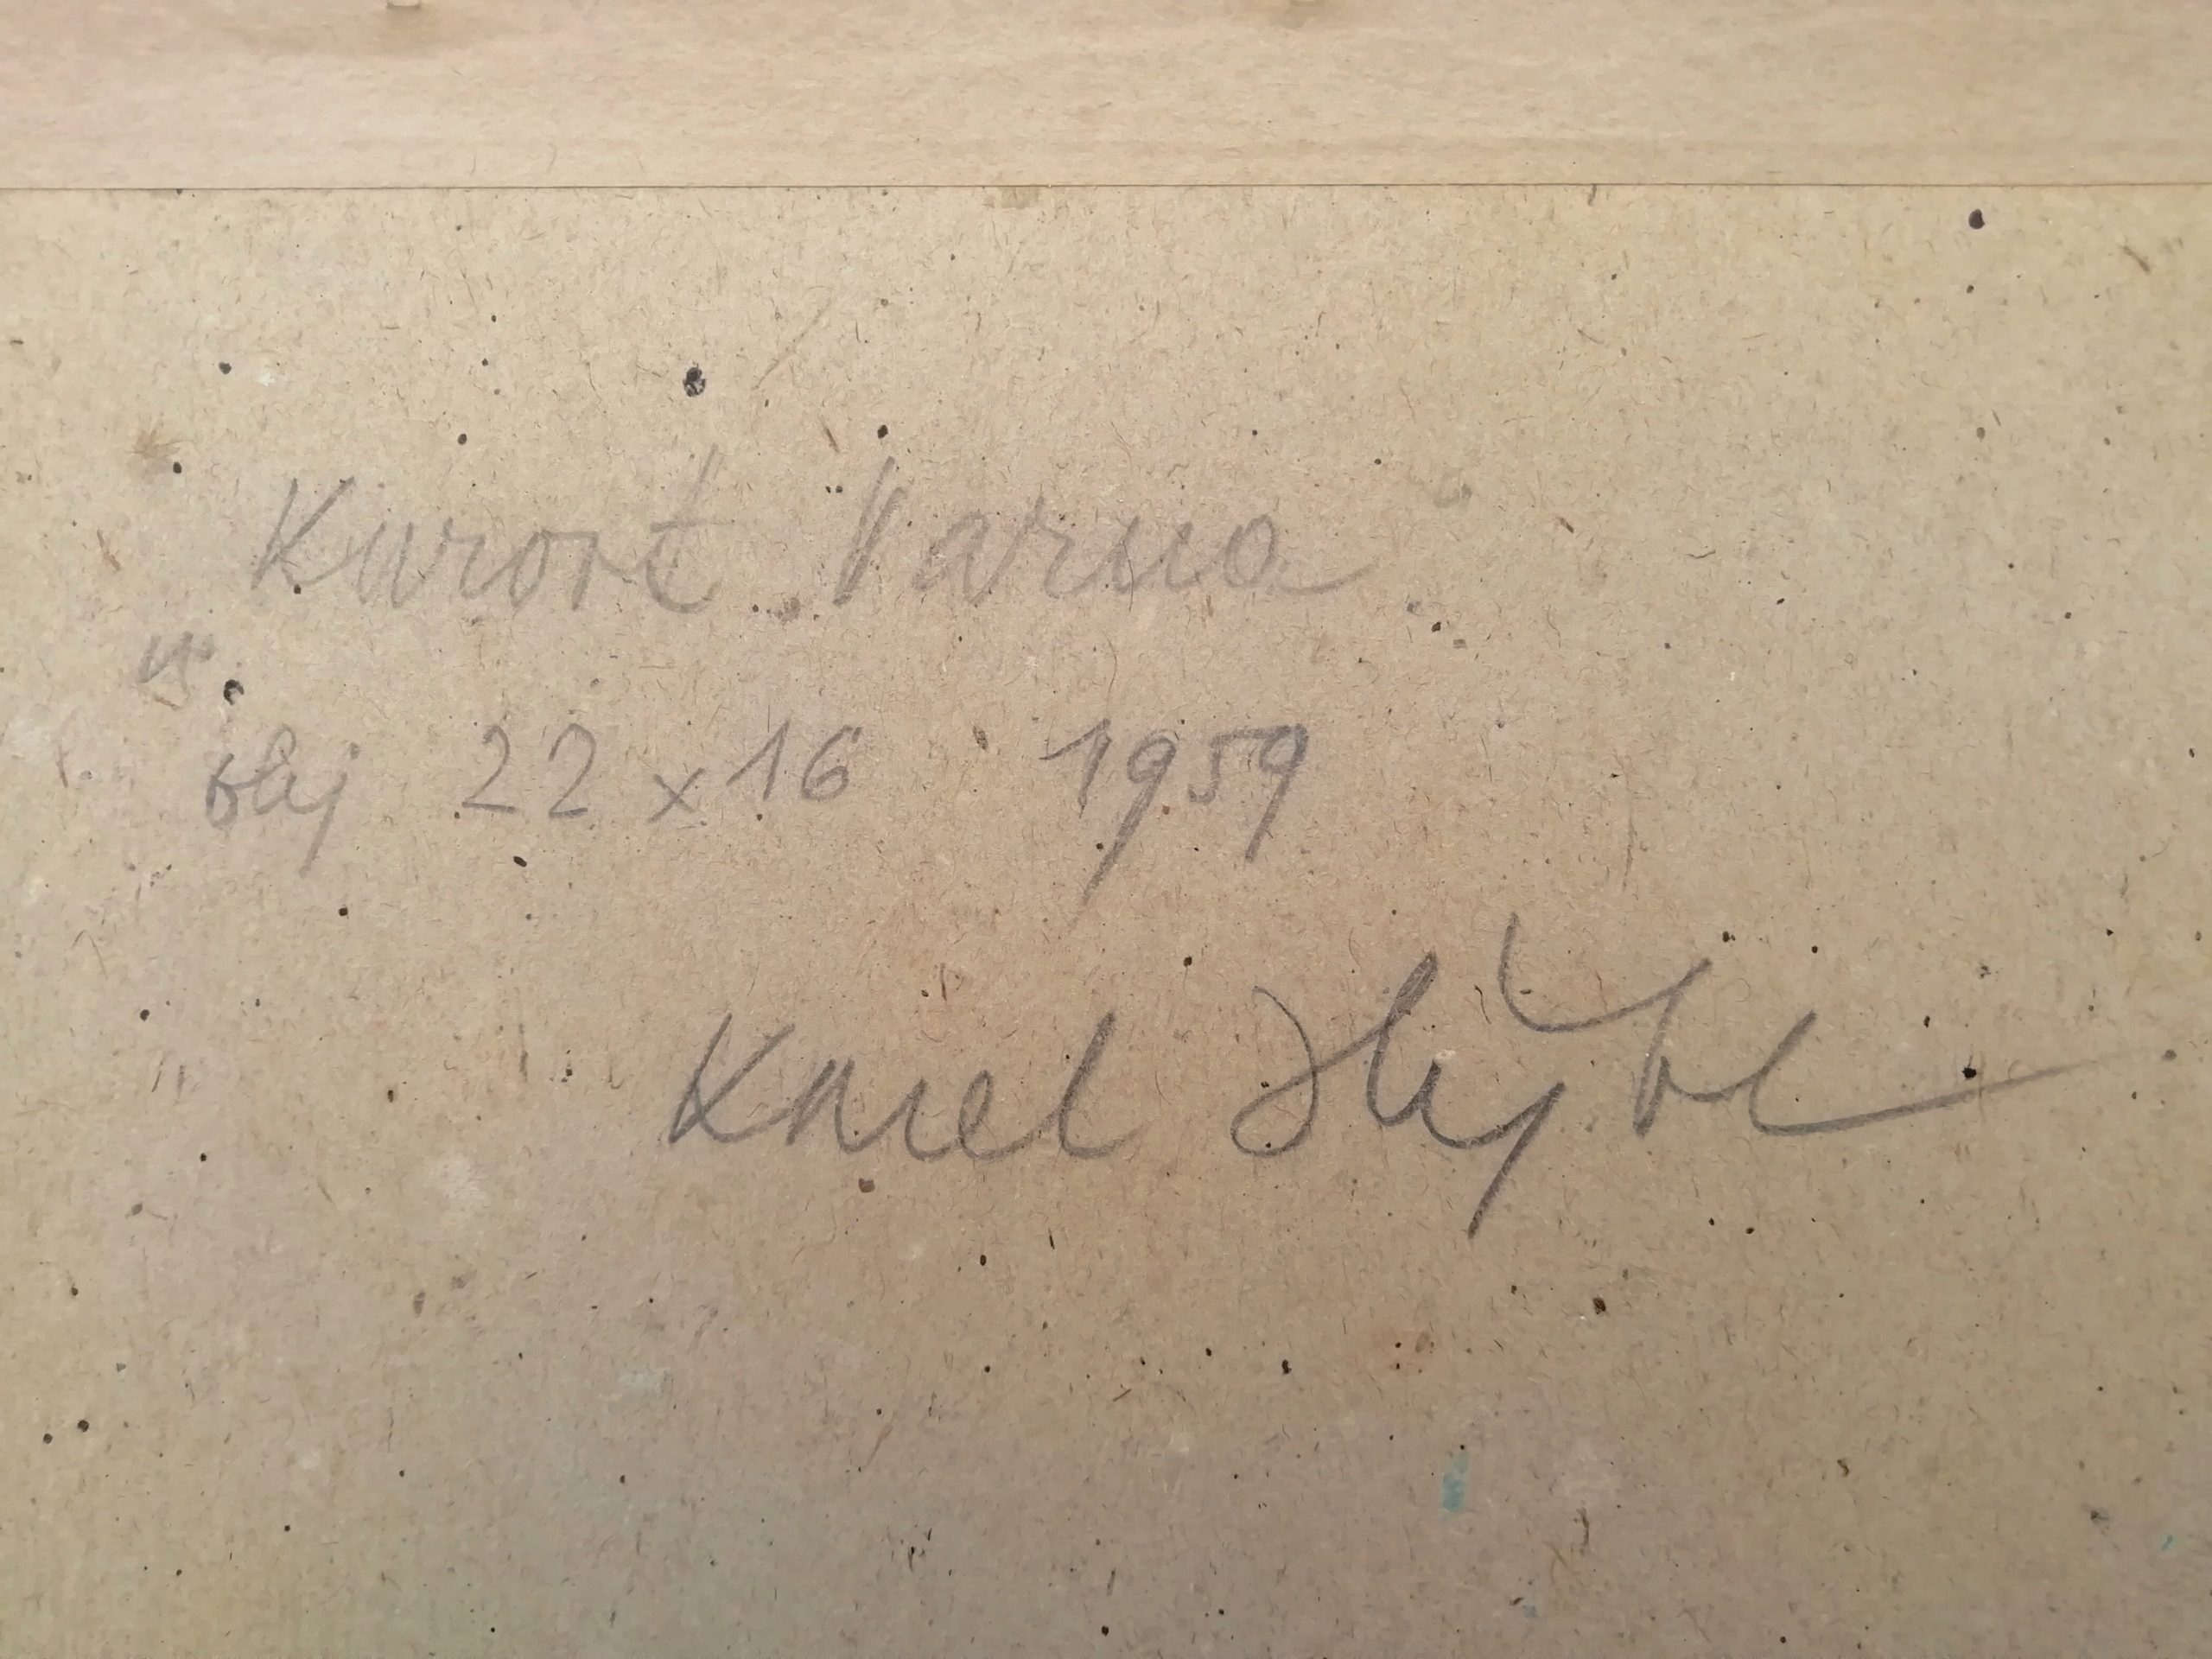 Kurort Varna
olej 22 x 16 1959
Karel